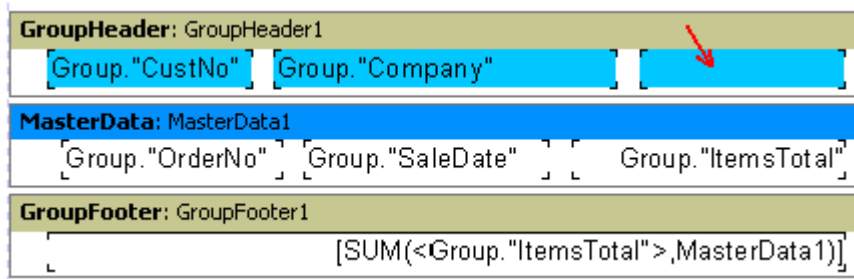 GroupHeader: GroupHeader1
Group."CustNo" Group."Company"
MasterData: MasterData1
Group."OrderNo" Group."SaleDate" Group."ItemsTotal"
GroupFooter: GroupFooter1
[SUM(<Group."ItemsTotal">,MasterData1)]